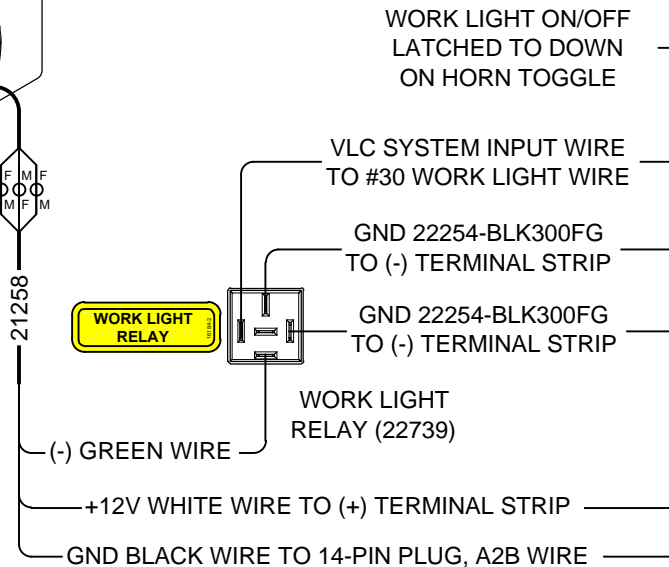 WORK LIGHT ON/OFF
LATCHED TO DOWN
ON HORN TOGGLE
VLC SYSTEM INPUT WIRE
TO #30 WORK LIGHT WIRE
F M F
M F M
GND 22254-BLK300FG
TO (-) TERMINAL STRIP
21258
WORK LIGHT
RELAY
GND 22254-BLK300FG
TO (-) TERMINAL STRIP
WORK LIGHT
RELAY (22739)
(-) GREEN WIRE
+12V WHITE WIRE TO (+) TERMINAL STRIP
GND BLACK WIRE TO 14-PIN PLUG, A2B WIRE